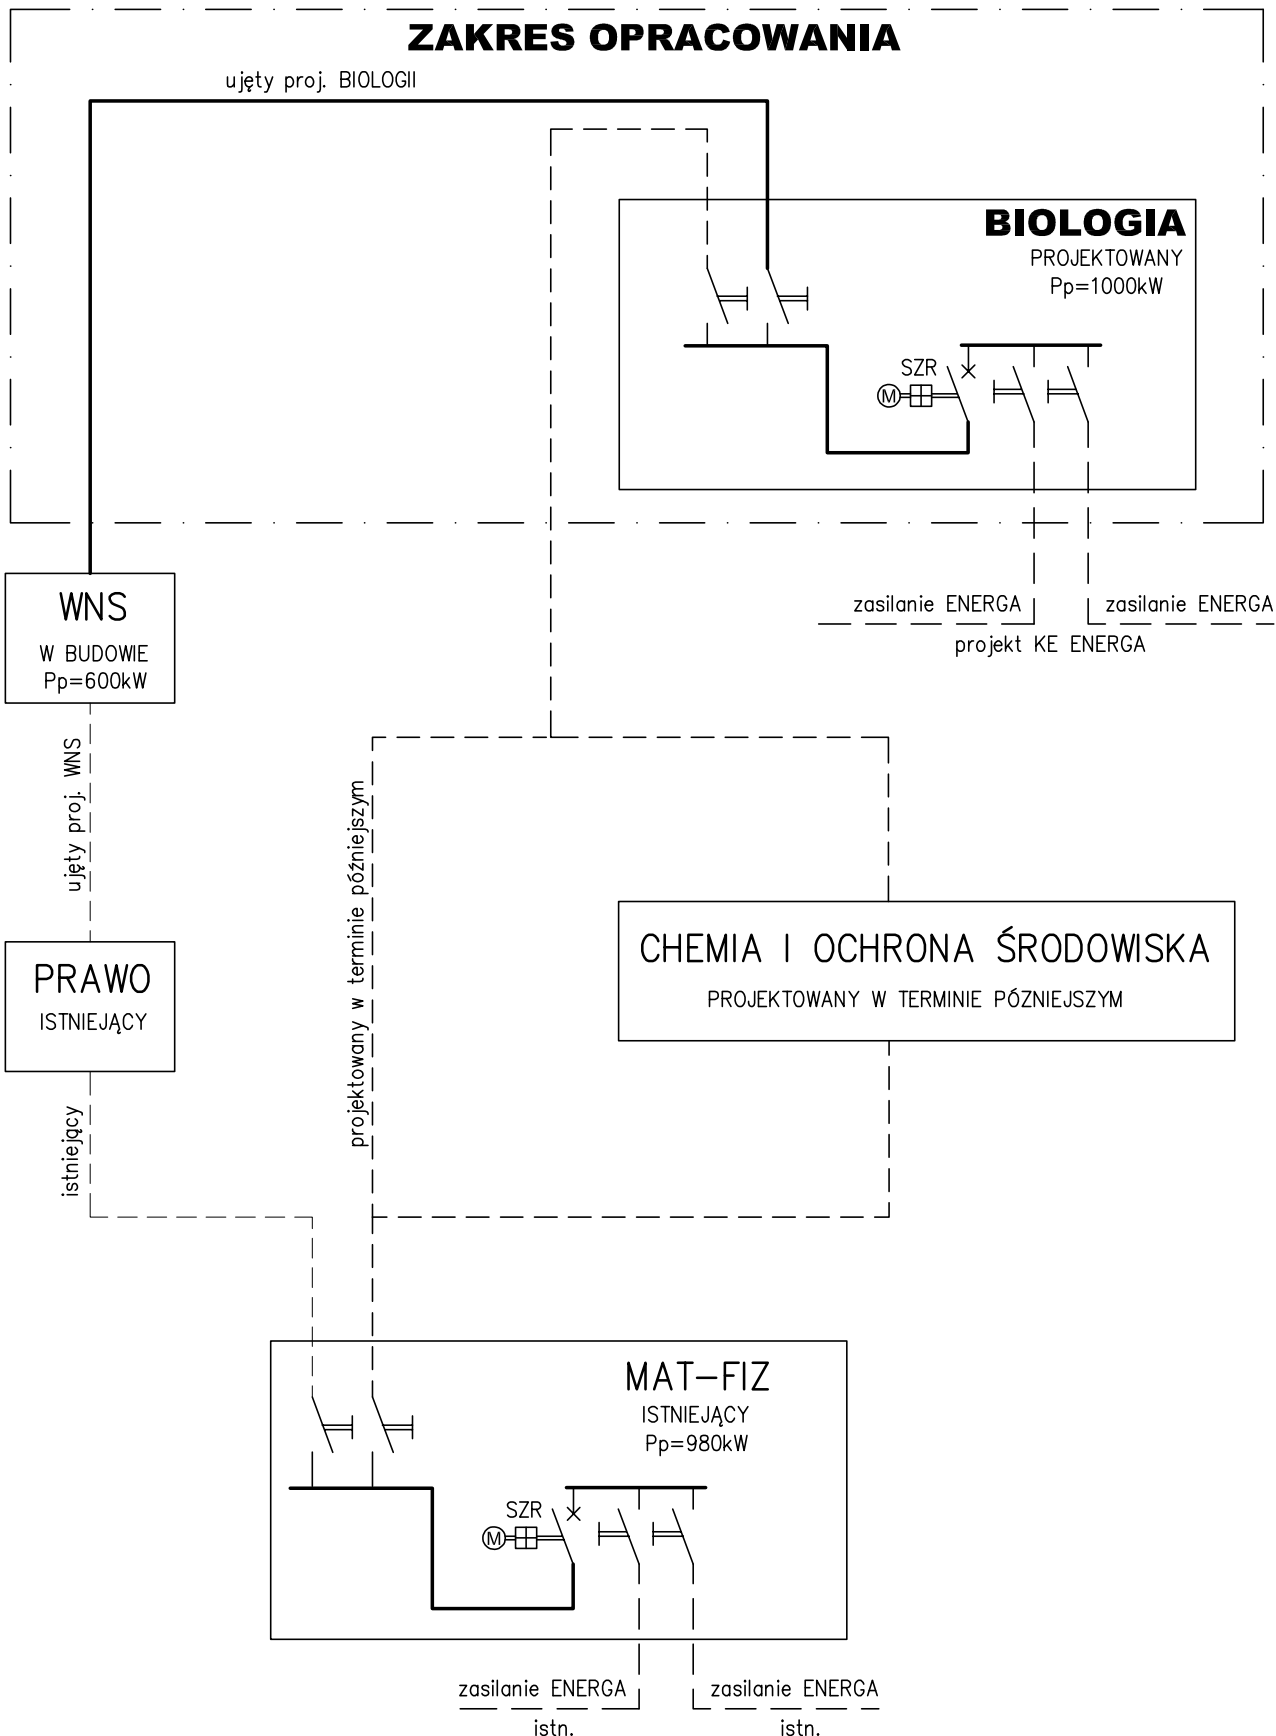 ZAKRES OPRACOWANIA
ujęty proj. BIOLOGII
BIOLOGIA
PROJEKTOWANY
Pp=1000kW
SZR
M
WNS
W BUDOWIE
Pp=600kW
zasilanie ENERGA
zasilanie ENERGA
projekt KE ENERGA
ujęty proj. WNS
projektowany w terminie późniejszym
CHEMIA I OCHRONA ŚRODOWISKA
PROJEKTOWANY W TERMINIE PÓZNIEJSZYM
PRAWO
ISTNIEJĄCY
istniejący
MAT-FIZ
ISTNIEJĄCY
Pp=980kW
SZR
M
zasilanie ENERGA
zasilanie ENERGA
istn.
istn.